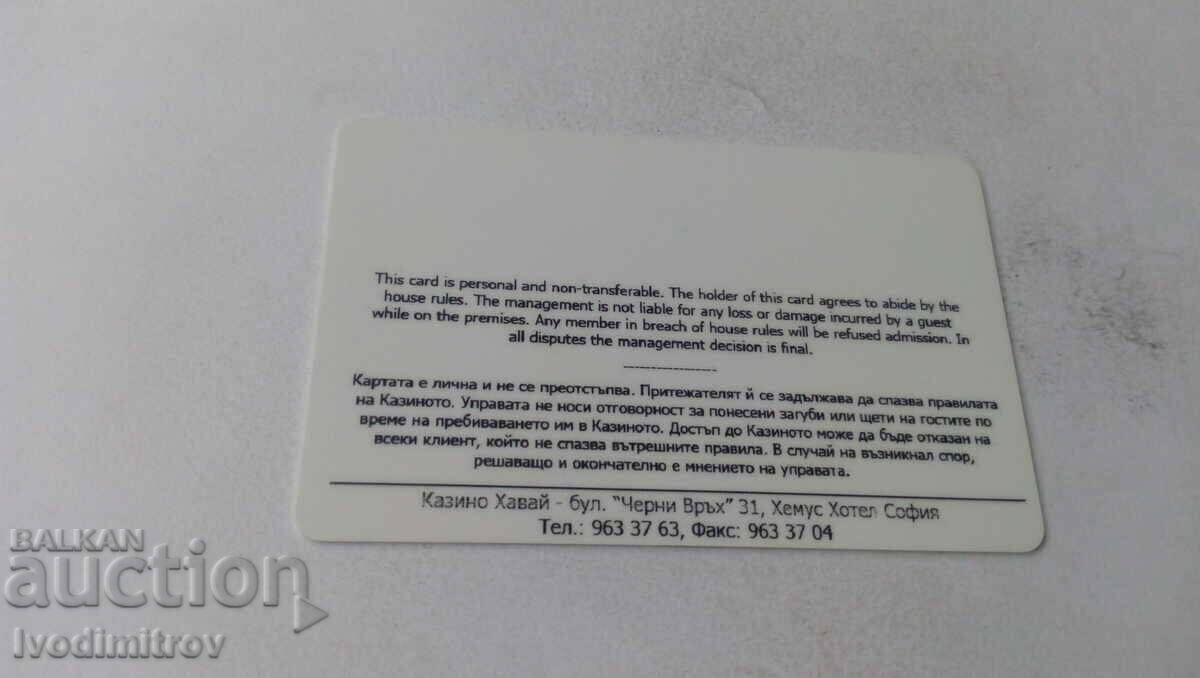 This card is personal and non-transferable. The holder of this card agrees to abide by the
house rules. The management is not liable for any loss or damage incurred by a guest
while on the premises. Any member in breach of house rules will be refused admission. In
all disputes the management decision is final.
-----------------
Картата е лична и не се преотстъпва. Притежателят ѝ се задължава да спазва правилата
на Казиното. Управата не носи отговорност за понесени загуби или щети на гостите по
време на пребиваването им в Казиното. Достъп до Казиното може да бъде отказан на
всеки клиент, който не спазва вътрешните правила. В случай на възникнал спор,
решаващо и окончателно е мнението на управата.
Казино Хавай - бул. "Черни Връх" 31, Хемус Хотел София
Тел.: 963 37 63, Факс: 963 37 04
BALKAN
auction
Ivodimitrov